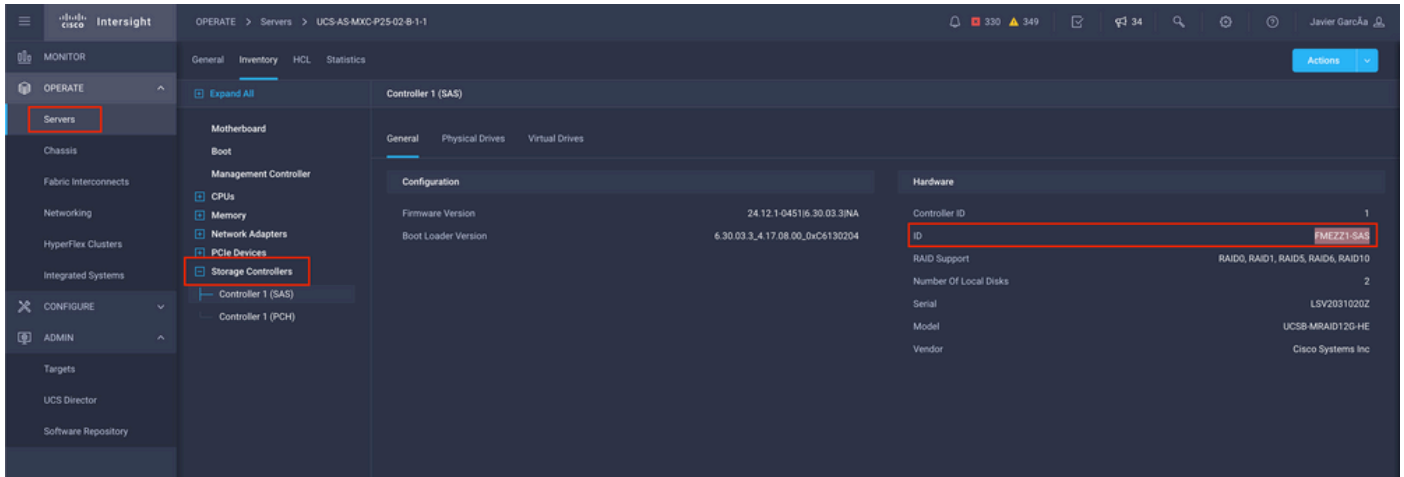 cisco Intersight
OPERATE > Servers > UCS-AS-MXC-P25-02-B-1-1
330 349
34
Javier GarcÃa
MONITOR
OPERATE
Servers
Chassis
Fabric Interconnects
Networking
HyperFlex Clusters
Integrated Systems
CONFIGURE
ADMIN
Targets
UCS Director
Software Repository
General Inventory HCL Statistics
Actions
Expand All
Motherboard
Boot
Management Controller
CPUs
Memory
Network Adapters
PCIe Devices
Storage Controllers
Controller 1 (SAS)
Controller 1 (PCH)
Controller 1 (SAS)
General Physical Drives Virtual Drives
Configuration
Firmware Version 24.12.1-0451|6.30.03.3|NA
Boot Loader Version 6.30.03.3_4.17.08.00_0xC6130204
Hardware
Controller ID 1
ID FMEZZ1-SAS
RAID Support RAID0, RAID1, RAID5, RAID6, RAID10
Number Of Local Disks 2
Serial LSV2031020Z
Model UCSB-MRAID12G-HE
Vendor Cisco Systems Inc